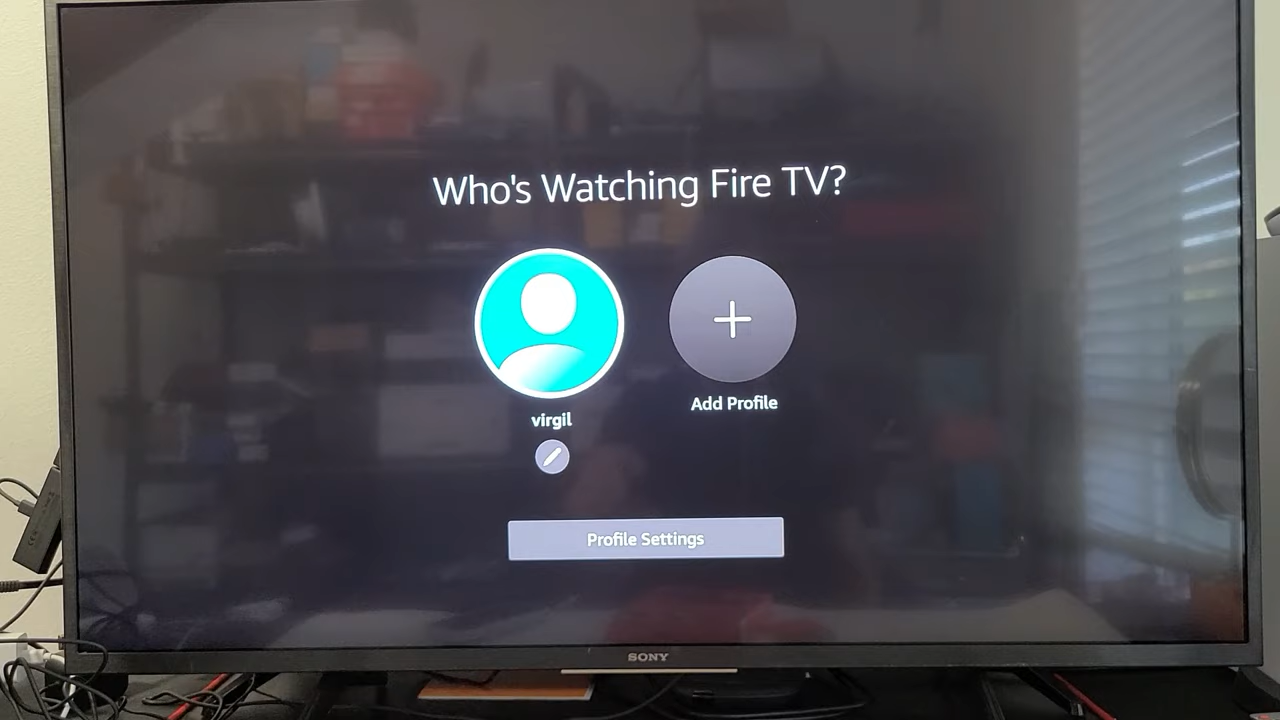 Who's Watching Fire TV?
virgil
Add Profile
Profile Settings
SONY